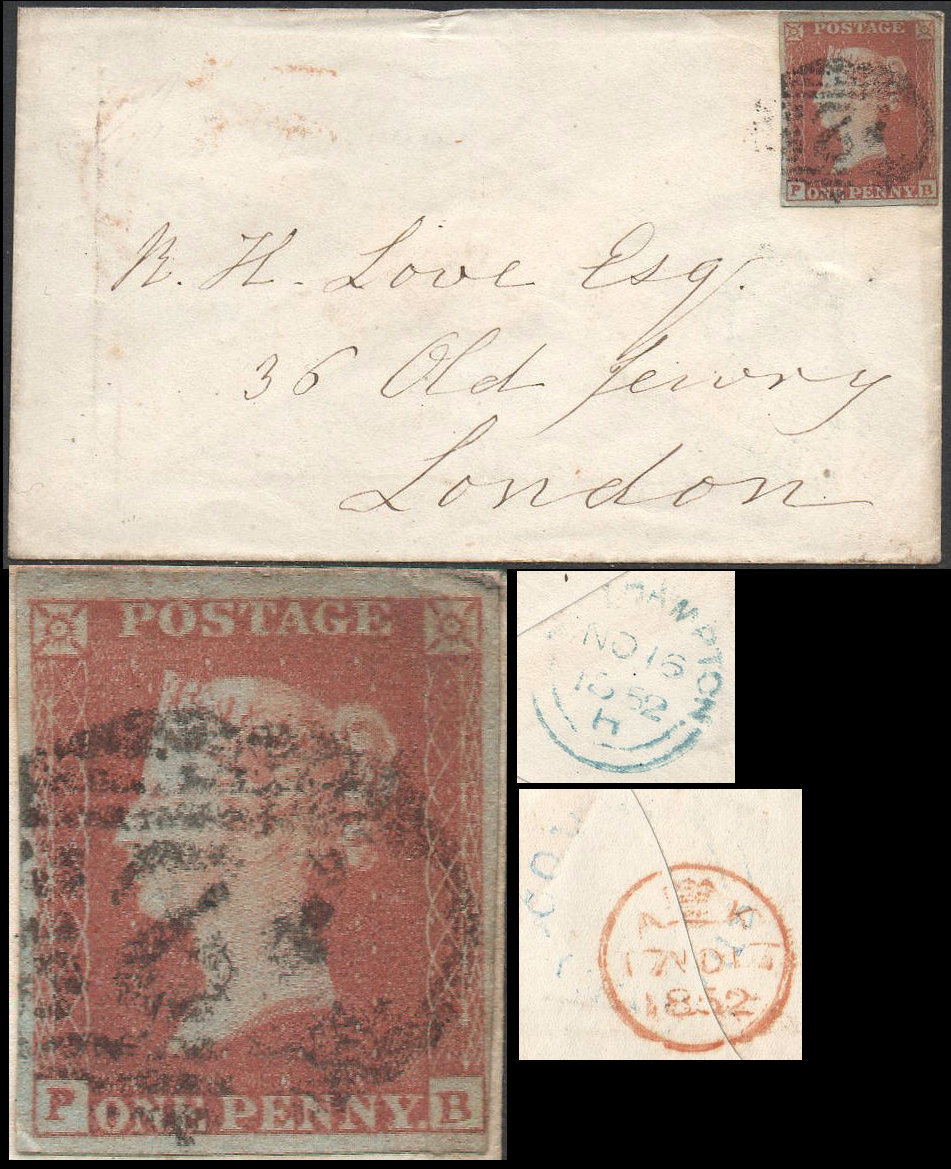 POSTAGE
P ONE PENNY. B
R. H. Love Esq.
36 Old Jewry
London
POSTAGE
P ONE PENNY. B
HAMPTON
NO 16
1852
H
17 NO 17
1852